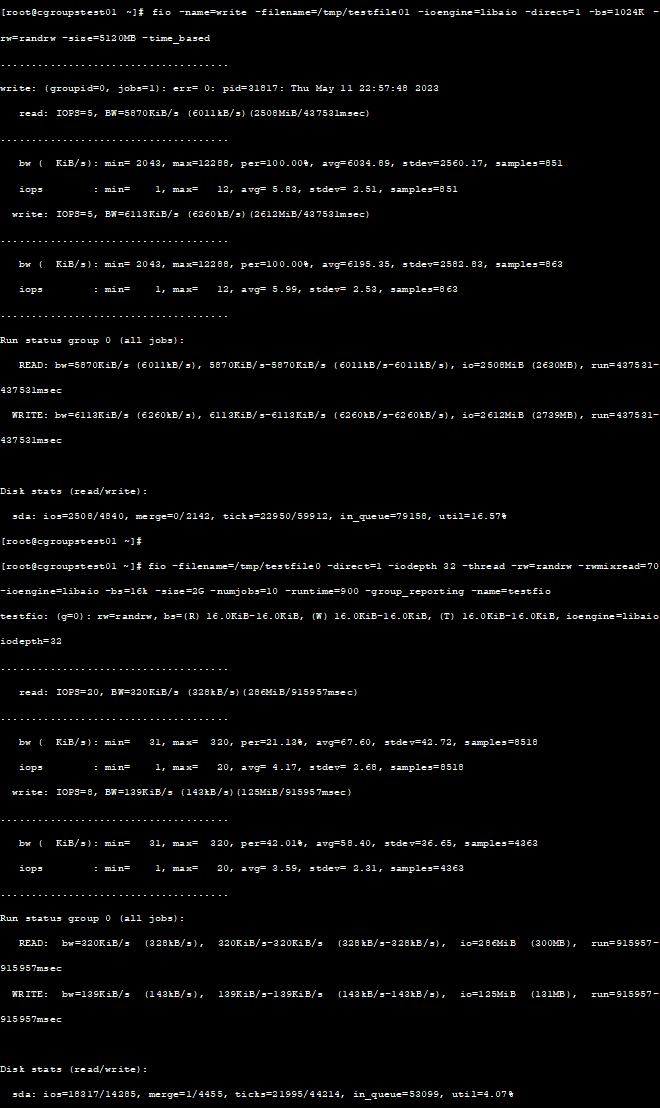 [root@cgroupstest01 ~]# fio -name=write -filename=/tmp/testfile01 -ioengine=libaio -direct=1 -bs=1024K -
rw=randrw -size=5120MB -time_based
....................................
write: (groupid=0, jobs=1): err= 0: pid=31817: Thu May 11 22:57:48 2023
read: IOPS=5, BW=5870KiB/s (6011kB/s)(2508MiB/437531msec)
....................................
bw ( KiB/s): min= 2043, max=12288, per=100.00%, avg=6034.89, stdev=2560.17, samples=851
iops : min= 1, max= 12, avg= 5.83, stdev= 2.51, samples=851
write: IOPS=5, BW=6113KiB/s (6260kB/s)(2612MiB/437531msec)
....................................
bw ( KiB/s): min= 2043, max=12288, per=100.00%, avg=6195.35, stdev=2582.83, samples=863
iops : min= 1, max= 12, avg= 5.99, stdev= 2.53, samples=863
....................................
Run status group 0 (all jobs):
READ: bw=5870KiB/s (6011kB/s), 5870KiB/s-5870KiB/s (6011kB/s-6011kB/s), io=2508MiB (2630MB), run=437531-
437531msec
WRITE: bw=6113KiB/s (6260kB/s), 6113KiB/s-6113KiB/s (6260kB/s-6260kB/s), io=2612MiB (2739MB), run=437531-
437531msec
Disk stats (read/write):
sda: ios=2508/4840, merge=0/2142, ticks=22950/59912, in_queue=79158, util=16.57%
[root@cgroupstest01 ~]#
[root@cgroupstest01 ~]# fio -filename=/tmp/testfile0 -direct=1 -iodepth 32 -thread -rw=randrw -rwmixread=70
-ioengine=libaio -bs=16k -size=2G -numjobs=10 -runtime=900 -group_reporting -name=testfio
testfio: (g=0): rw=randrw, bs=(R) 16.0KiB-16.0KiB, (W) 16.0KiB-16.0KiB, (T) 16.0KiB-16.0KiB, ioengine=libaio
iodepth=32
....................................
read: IOPS=20, BW=320KiB/s (328kB/s)(286MiB/915957msec)
....................................
bw ( KiB/s): min= 31, max= 320, per=21.13%, avg=67.60, stdev=42.72, samples=8518
iops : min= 1, max= 20, avg= 4.17, stdev= 2.68, samples=8518
write: IOPS=8, BW=139KiB/s (143kB/s)(125MiB/915957msec)
....................................
bw ( KiB/s): min= 31, max= 320, per=42.01%, avg=58.40, stdev=36.65, samples=4363
iops : min= 1, max= 20, avg= 3.59, stdev= 2.31, samples=4363
....................................
Run status group 0 (all jobs):
READ: bw=320KiB/s (328kB/s), 320KiB/s-320KiB/s (328kB/s-328kB/s), io=286MiB (300MB), run=915957-
915957msec
WRITE: bw=139KiB/s (143kB/s), 139KiB/s-139KiB/s (143kB/s-143kB/s), io=125MiB (131MB), run=915957-
915957msec
Disk stats (read/write):
sda: ios=18317/14285, merge=1/4455, ticks=21995/44214, in_queue=53099, util=4.07%